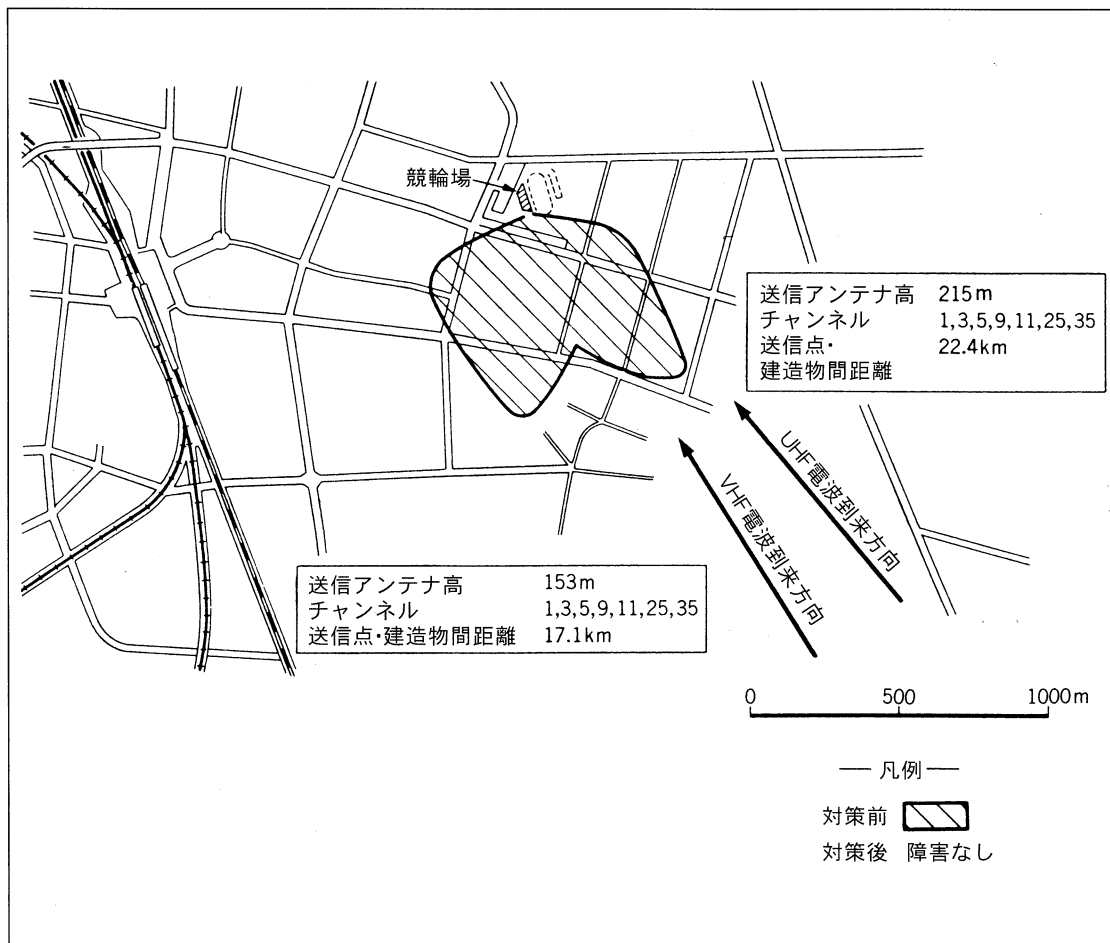 競輪場
送信アンテナ高 215m
チャンネル 1,3,5,9,11,25,35
送信点・ 22.4km
建造物間距離
UHF電波到来方向
VHF電波到来方向
送信アンテナ高 153m
チャンネル 1,3,5,9,11,25,35
送信点・建造物間距離 17.1km
0 500 1000m
— 凡例 —
対策前
対策後 障害なし